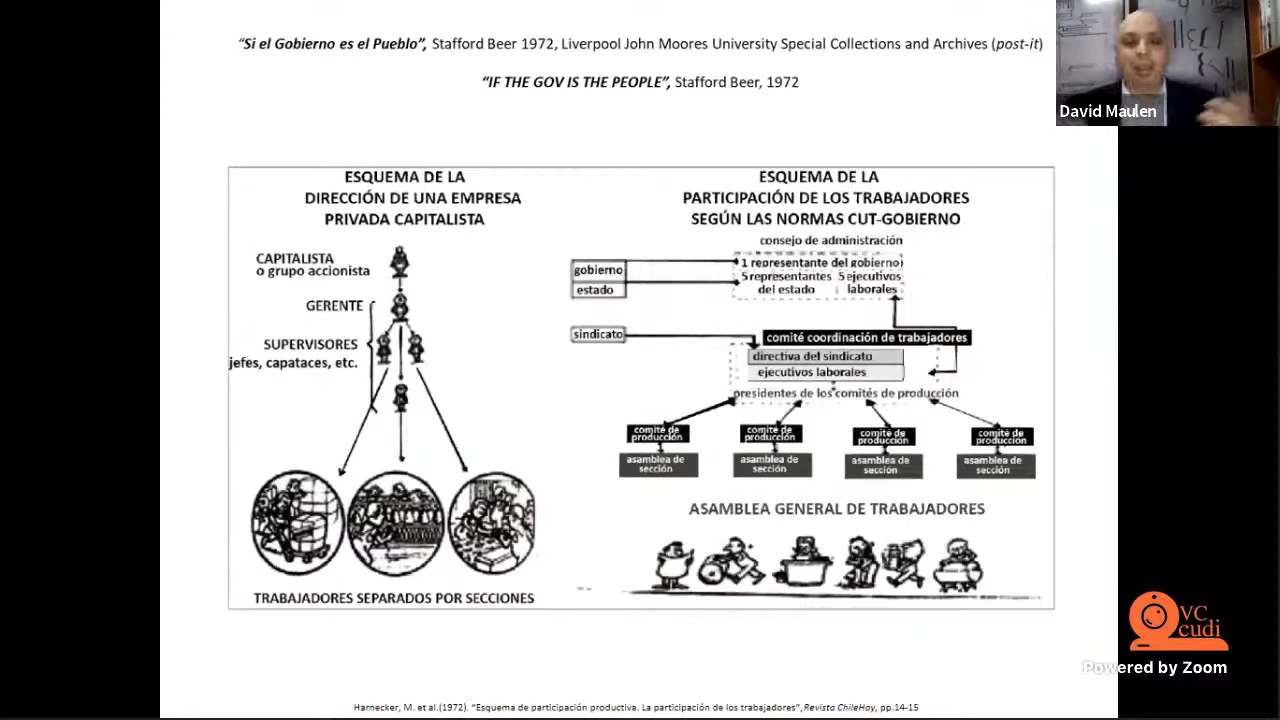 “Si el Gobierno es el Pueblo”, Stafford Beer 1972, Liverpool John Moores University Special Collections and Archives (post-it)
“IF THE GOV IS THE PEOPLE”, Stafford Beer, 1972
David Maulen
ESQUEMA DE LA
DIRECCIÓN DE UNA EMPRESA
PRIVADA CAPITALISTA
CAPITALISTA
o grupo accionista
GERENTE
SUPERVISORES
jefes, capataces, etc.
TRABAJADORES SEPARADOS POR SECCIONES
ESQUEMA DE LA
PARTICIPACIÓN DE LOS TRABAJADORES
SEGÚN LAS NORMAS CUT-GOBIERNO
consejo de administración
gobierno
estado
1 representante del gobierno
5 representantes
del estado
5 ejecutivos
laborales
sindicato
comité coordinación de trabajadores
directiva del sindicato
ejecutivos laborales
presidentes de los comités de producción
comité de
producción
comité de
producción
comité de
producción
comité de
producción
asamblea de
sección
asamblea de
sección
asamblea de
sección
asamblea de
sección
ASAMBLEA GENERAL DE TRABAJADORES
VC
cudi
Powered by Zoom
Harnecker, M. et al.(1972). “Esquema de participación productiva. La participación de los trabajadores”, Revista ChileHoy, pp.14-15